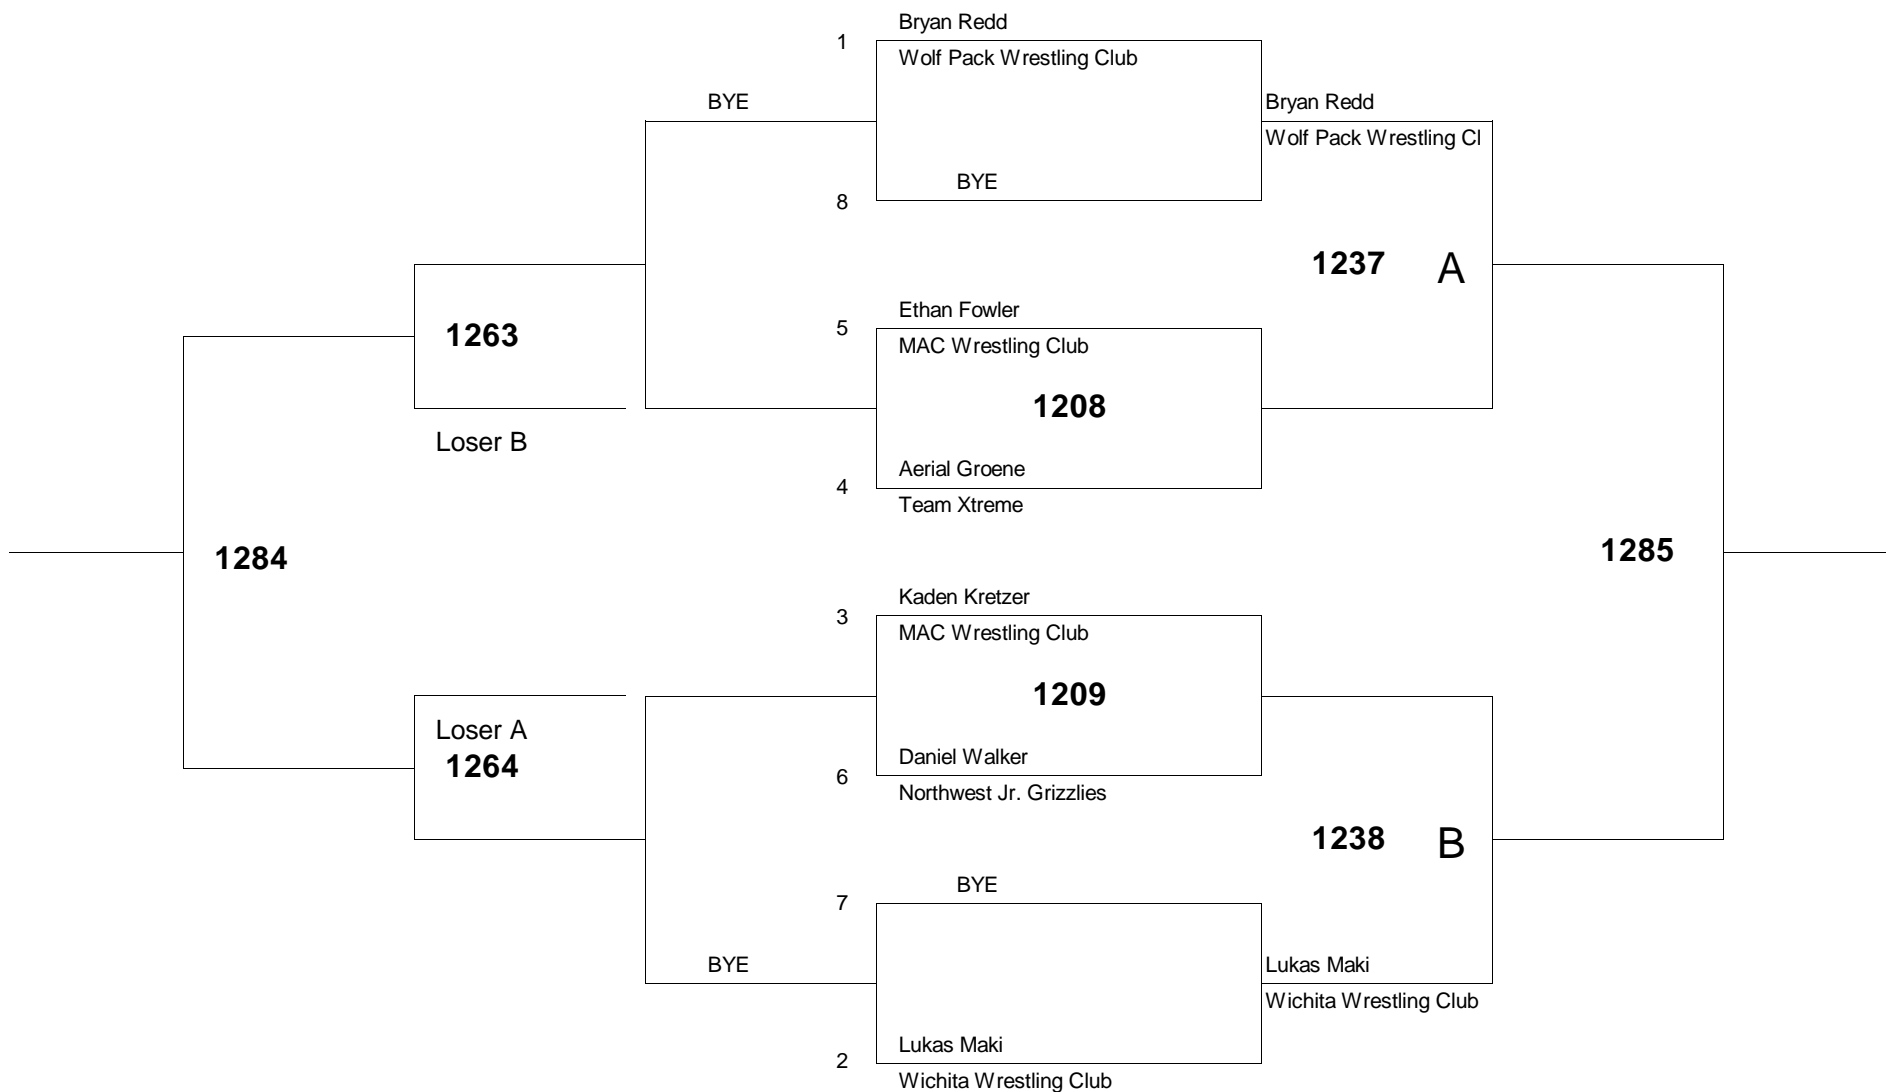 Bryan Redd
1
Wolf Pack Wrestling Club
BYE
Bryan Redd
Wolf Pack Wrestling Cl
BYE
8
1237
A
Ethan Fowler
5
1263
MAC Wrestling Club
1208
Loser B
Aerial Groene
4
Team Xtreme
1284
1285
Kaden Kretzer
3
MAC Wrestling Club
1209
Loser A
1264
Daniel Walker
6
Northwest Jr. Grizzlies
1238
B
BYE
7
BYE
Lukas Maki
Wichita Wrestling Club
Lukas Maki
2
Wichita Wrestling Club